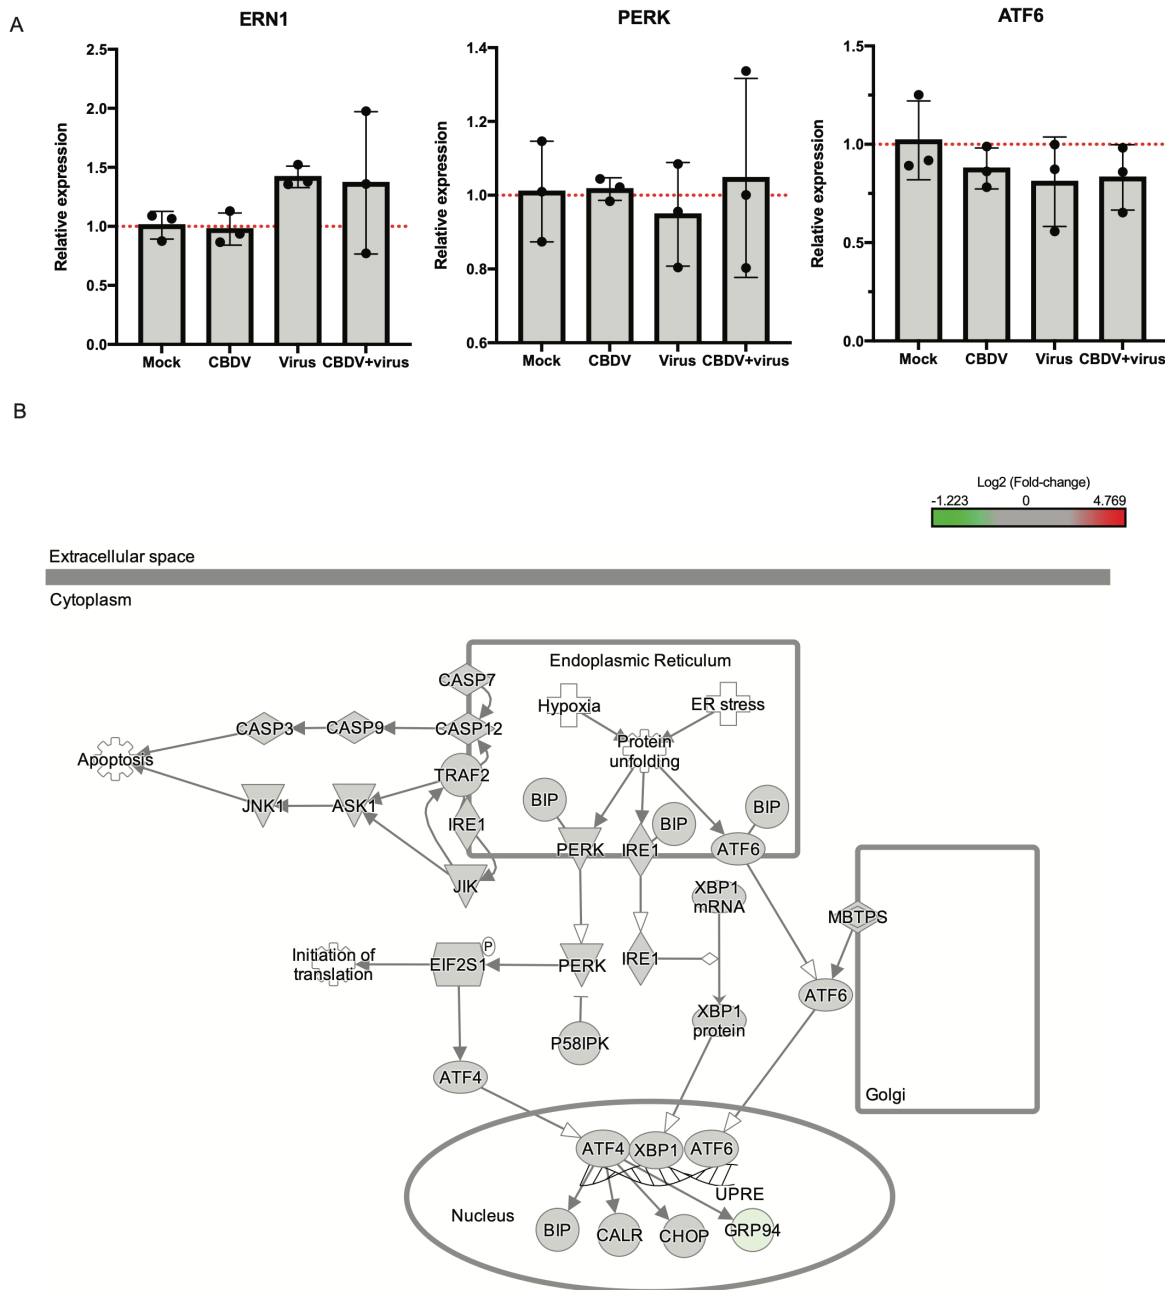 A
ERN1
PERK
ATF6
Relative expression
2.5
2.0
1.5
1.0
0.5
0.0
Mock CBDV Virus CBDV+virus
Relative expression
1.4
1.2
1.0
0.8
0.6
Mock CBDV Virus CBDV+virus
Relative expression
1.5
1.0
0.5
0.0
Mock CBDV Virus CBDV+virus
B
Log2 (Fold-change)
-1.223 0 4.769
Extracellular space
Cytoplasm
Endoplasmic Reticulum
CASP7
Hypoxia
ER stress
CASP3
CASP9
CASP12
Apoptosis
Protein
unfolding
TRAF2
JNK1
ASK1
BIP
BIP
BIP
IRE1
PERK
IRE1
ATF6
JIK
XBP1
mRNA
MBTPS
Initiation of
translation
EIF2S1
P
PERK
IRE1
ATF6
XBP1
protein
P58IPK
ATF4
Golgi
ATF4
XBP1
ATF6
UPRE
Nucleus
BIP
CALR
CHOP
GRP94